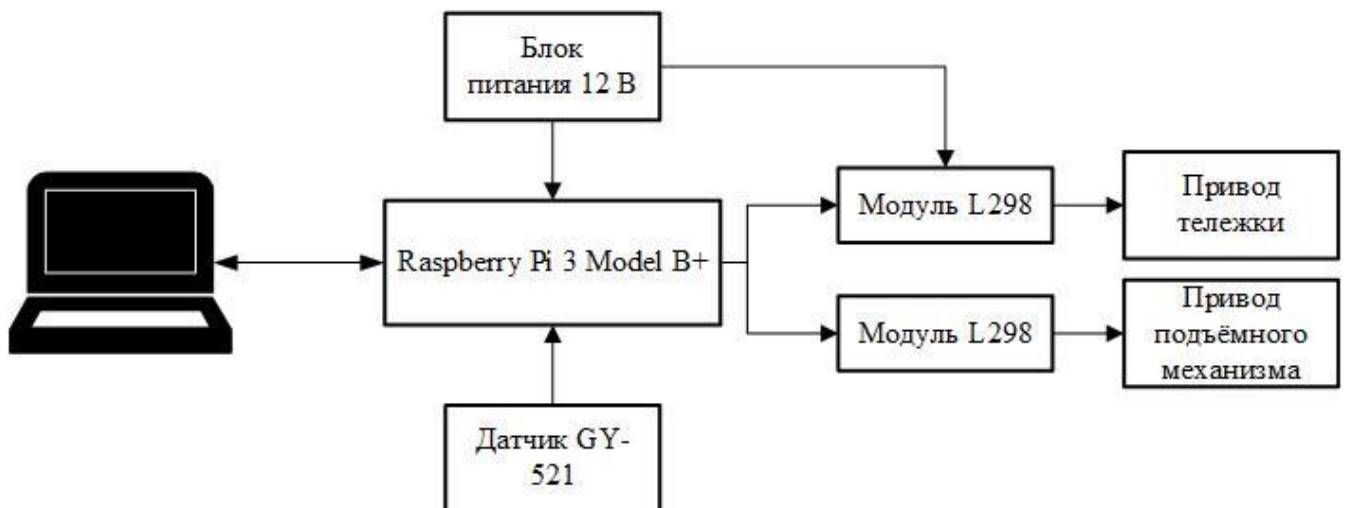 Блок
питания 12 В
Модуль L298
Привод
тележки
Raspberry Pi 3 Model B+
Модуль L298
Привод
подъёмного
механизма
Датчик GY-
521